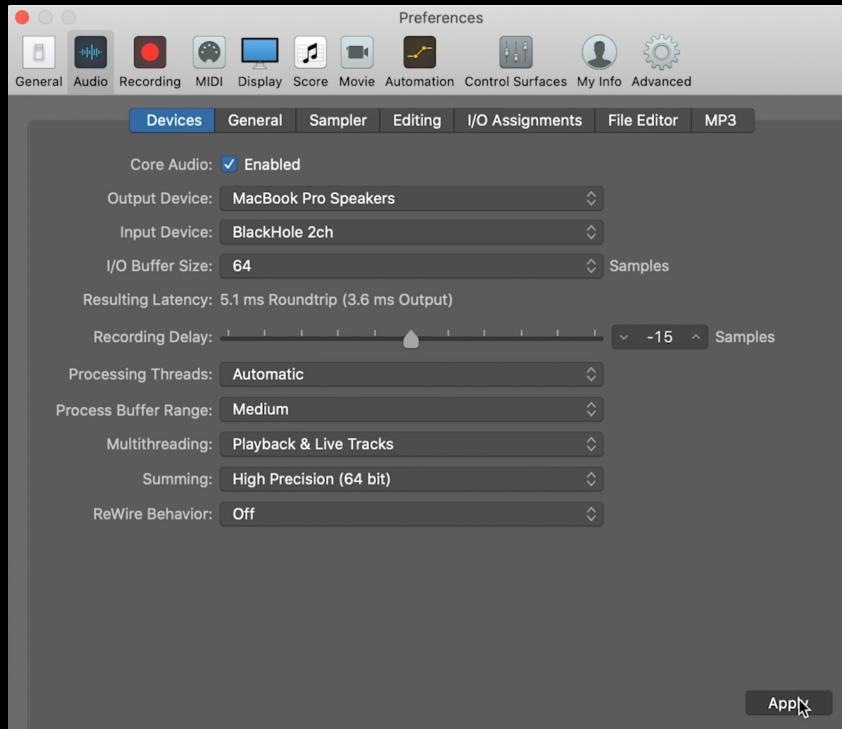 Preferences
General Audio Recording MIDI Display Score Movie Automation Control Surfaces My Info Advanced
Devices General Sampler Editing I/O Assignments File Editor MP3
Core Audio: Enabled
Output Device: MacBook Pro Speakers
Input Device: BlackHole 2ch
I/O Buffer Size: 64 Samples
Resulting Latency: 5.1 ms Roundtrip (3.6 ms Output)
Recording Delay: -15 Samples
Processing Threads: Automatic
Process Buffer Range: Medium
Multithreading: Playback & Live Tracks
Summing: High Precision (64 bit)
ReWire Behavior: Off
Apply